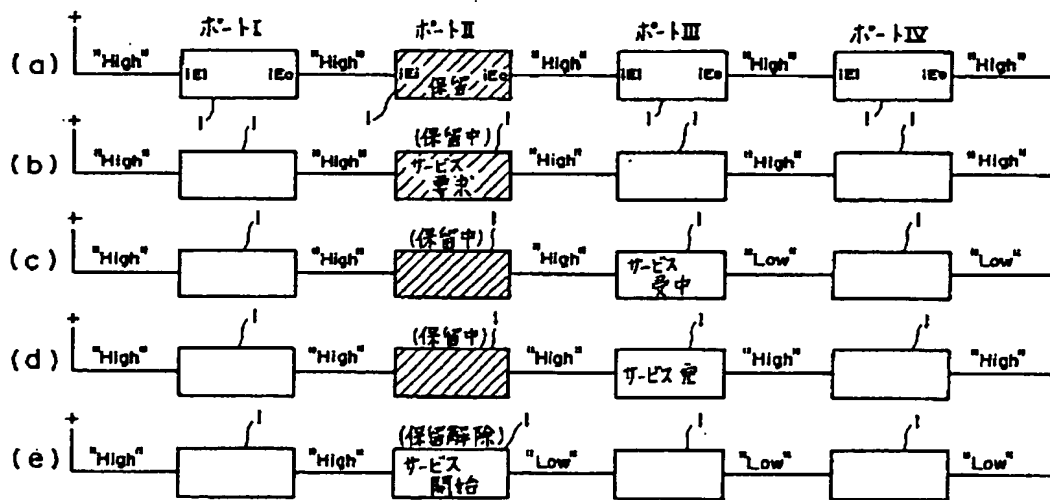 ポートI ポートII ポートIII ポートIV
(a) + "High" iEi iEo "High" iEi 保留 iEo "High" iEi iEo "High" iEi iEo "High"
1 1 1 1
1 (保留中) 1 1 1
(b) + "High" "High" サービス 要求 "High" "High" "High"
1 (保留中) 1 1 1
(c) + "High" "High" "High" サービス 受中 "Low" "Low"
1 (保留中) 1 1 1
(d) + "High" "High" "High" サービス 完 "High" "High"
1 (保留解除) 1 1 1
(e) + "High" "High" サービス 開始 "Low" "Low" "Low"